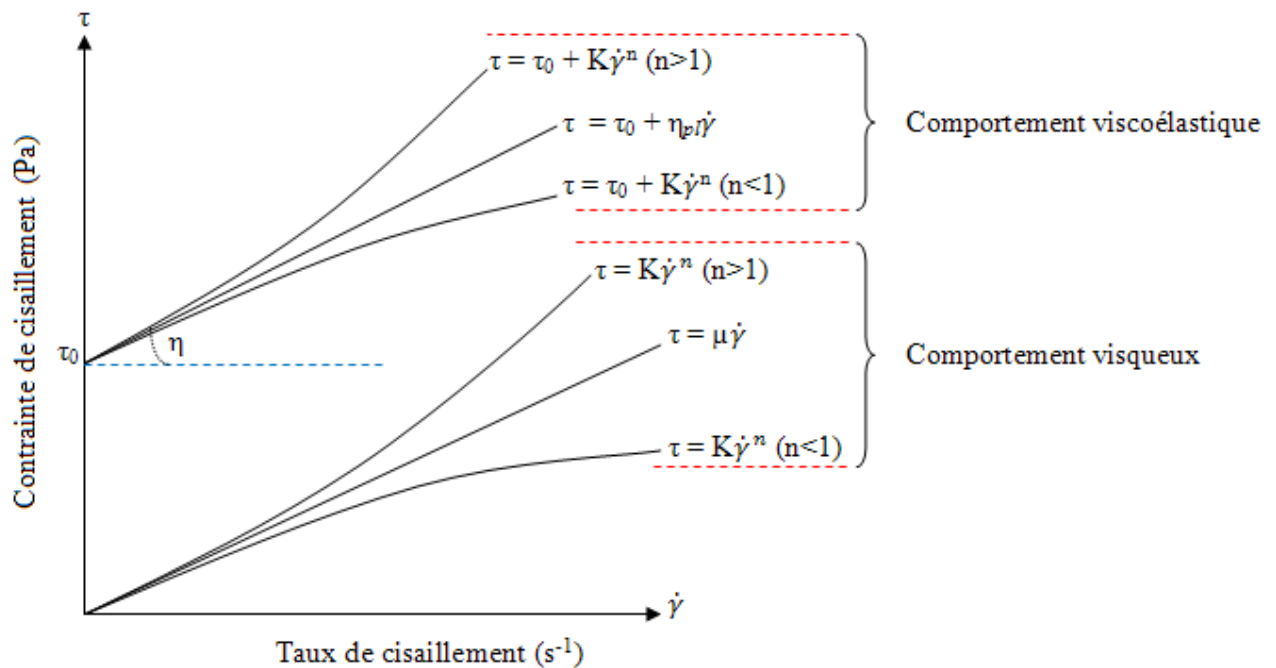 τ
τ = τ₀ + Kγ̇ⁿ (n>1)
τ = τ₀ + ηₚₗγ̇
τ = τ₀ + Kγ̇ⁿ (n<1)
Comportement viscoélastique
τ = Kγ̇ⁿ (n>1)
τ = μγ̇
τ = Kγ̇ⁿ (n<1)
Comportement visqueux
τ₀
η
Contrainte de cisaillement (Pa)
γ̇
Taux de cisaillement (s⁻¹)